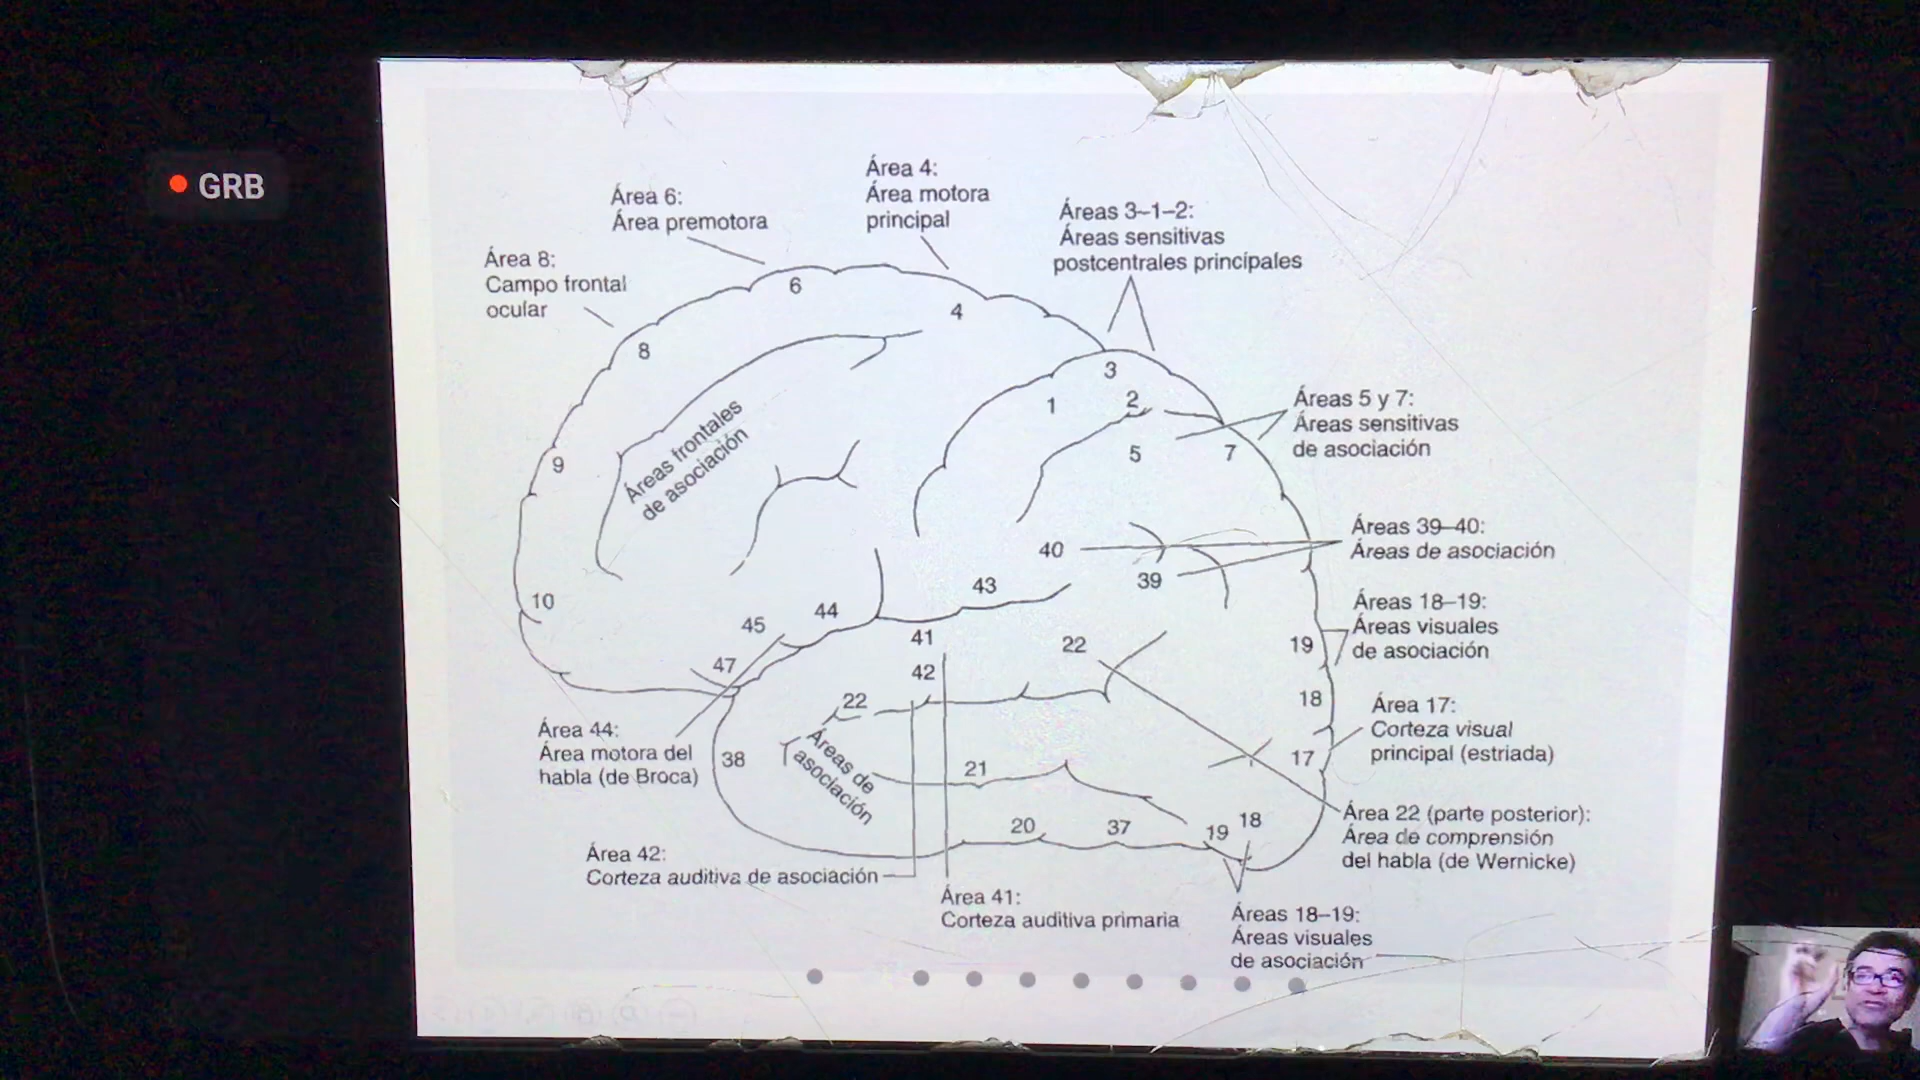 GRB
Área 4:
Área motora
principal
Área 6:
Área premotora
Áreas 3–1–2:
Áreas sensitivas
postcentrales principales
Área 8:
Campo frontal
ocular
6
4
8
3
1
2
Áreas 5 y 7:
Áreas sensitivas
de asociación
5
7
9
Áreas frontales
de asociación
Áreas 39–40:
Áreas de asociación
40
39
43
10
45
44
47
41
42
22
Áreas 18–19:
Áreas visuales
de asociación
19
18
17
Área 17:
Corteza visual
principal (estriada)
22
Área 44:
Área motora del
habla (de Broca)
38
Áreas de
asociación
21
20
37
19
18
Área 22 (parte posterior):
Área de comprensión
del habla (de Wernicke)
Área 42:
Corteza auditiva de asociación
Área 41:
Corteza auditiva primaria
Áreas 18–19:
Áreas visuales
de asociación